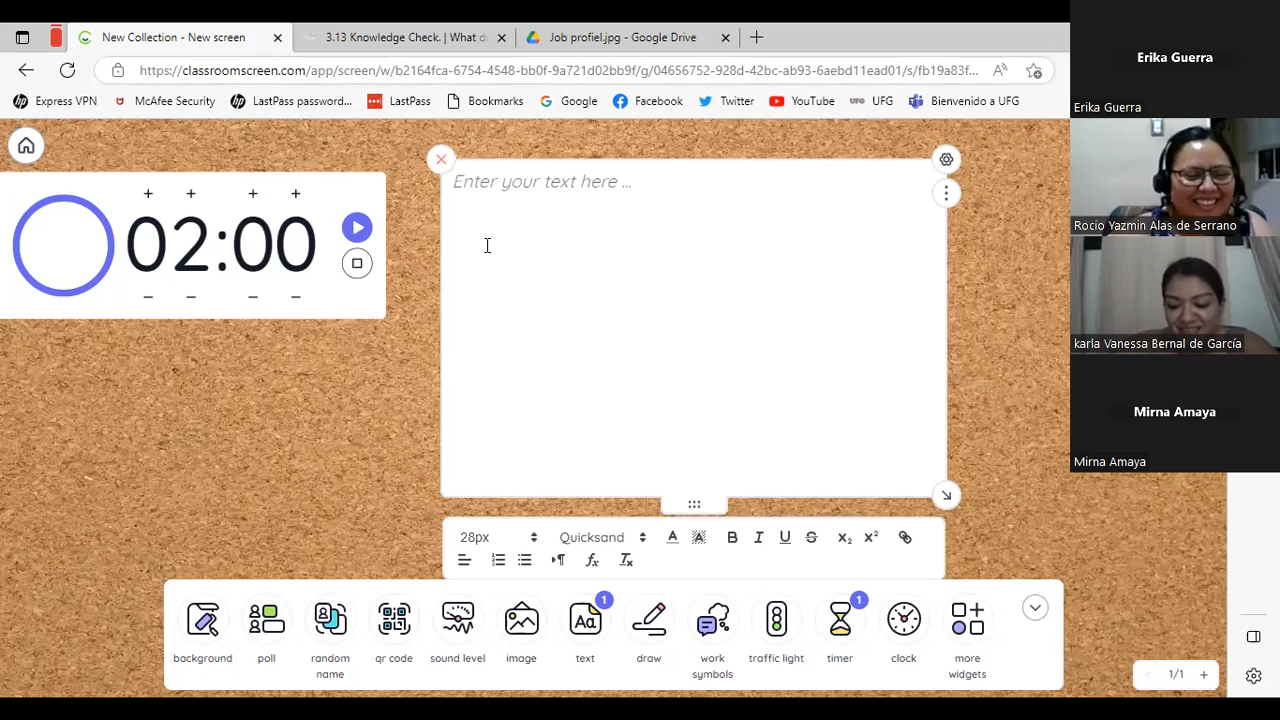 New Collection - New screen
3.13 Knowledge Check. | What d
Job profiel.jpg - Google Drive
https://classroomscreen.com/app/screen/w/b2164fca-6754-4548-bb0f-9a721d02bb9f/g/04656752-928d-42bc-ab93-6aebd11ead01/s/fb19a83f...
Express VPN
McAfee Security
LastPass password...
LastPass
Bookmarks
Google
Facebook
Twitter
YouTube
UFG
Bienvenido a UFG
Erika Guerra
Erika Guerra
Rocio Yazmin Alas de Serrano
karla Vanessa Bernal de García
Mirna Amaya
Mirna Amaya
02:00
Enter your text here ...
28px
Quicksand
background
poll
random name
qr code
sound level
image
1
text
draw
work symbols
traffic light
1
timer
clock
more widgets
1/1